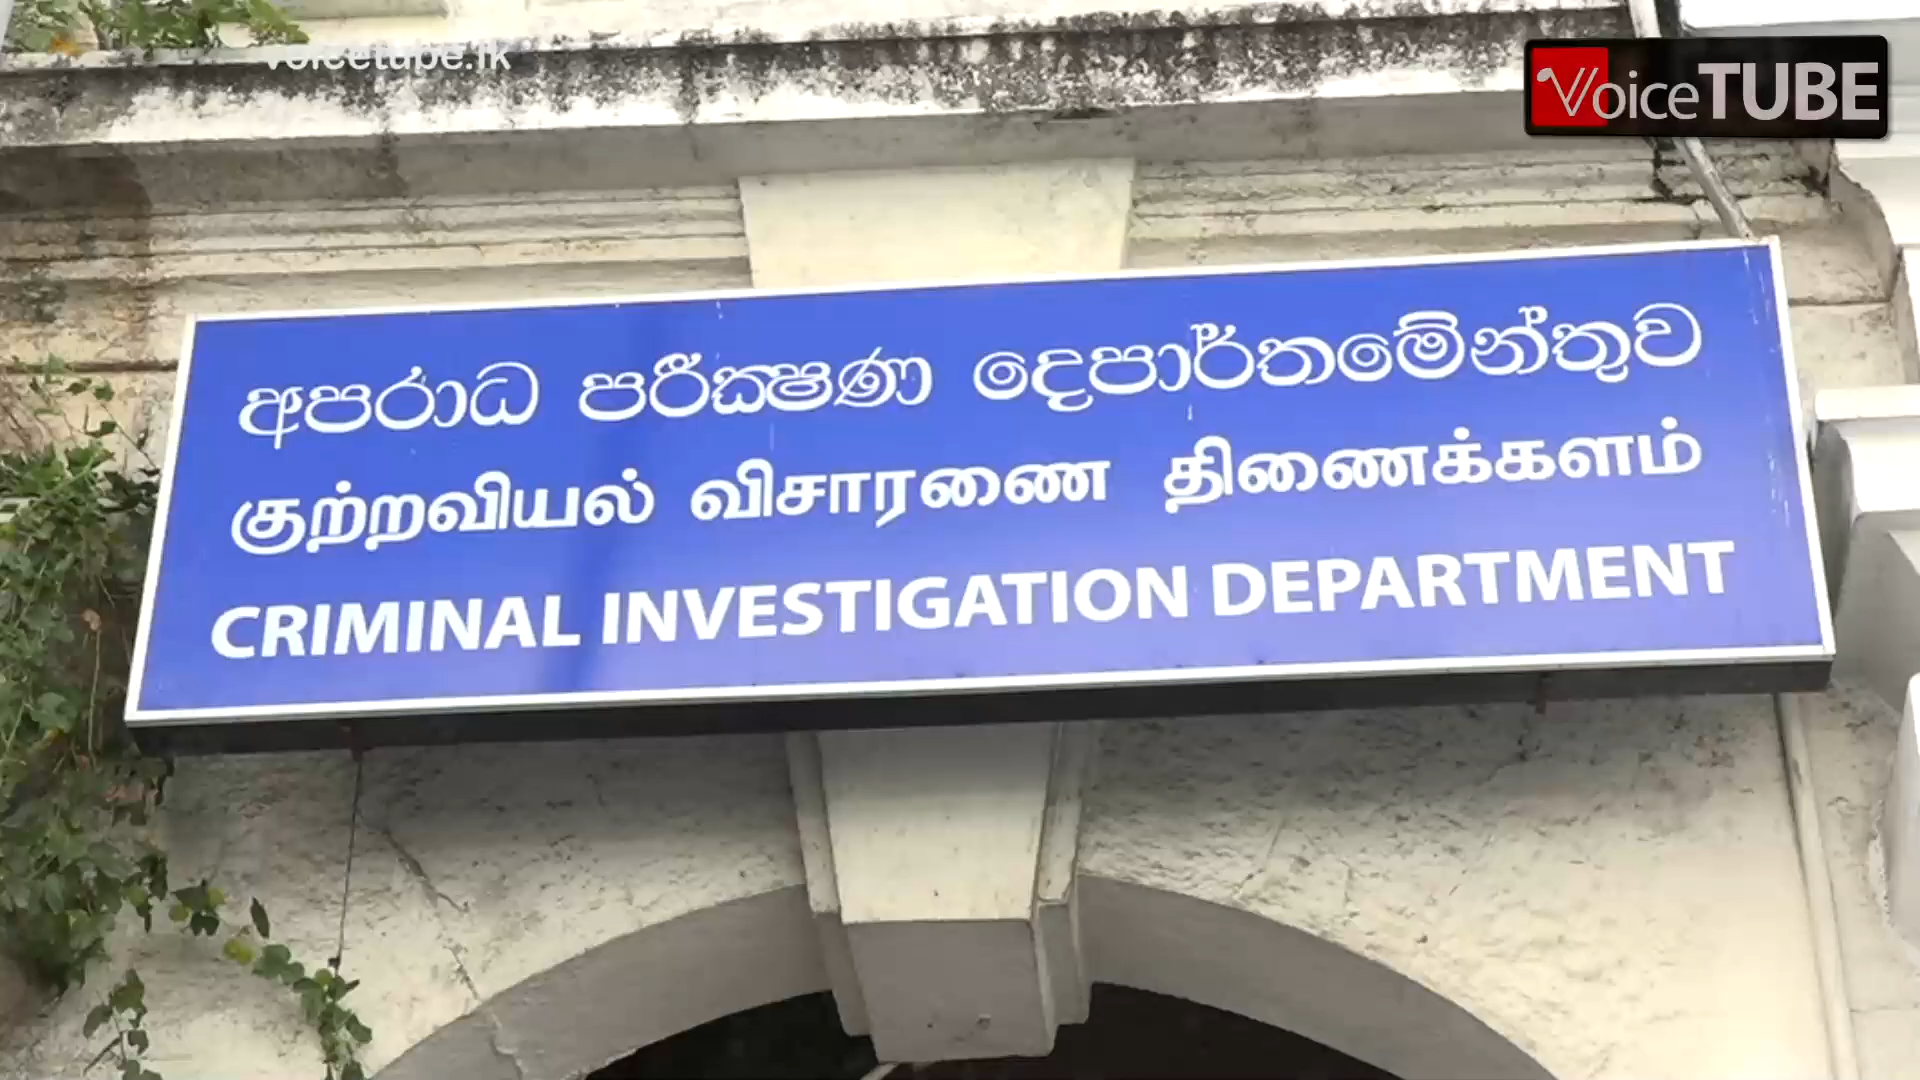 voicetube.lk
VoiceTUBE
අපරාධ පරීක්ෂණ දෙපාර්තමේන්තුව
குற்றவியல் விசாரணை திணைக்களம்
CRIMINAL INVESTIGATION DEPARTMENT